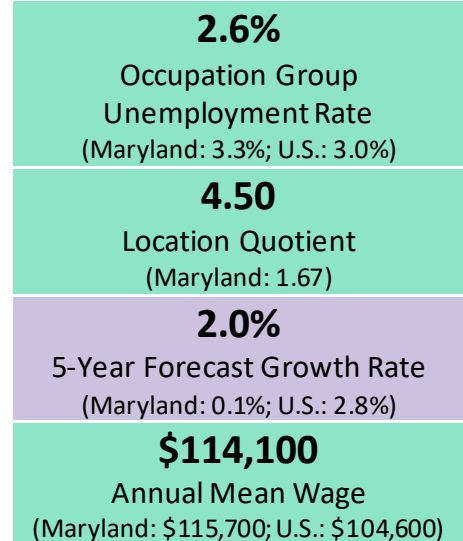 2.6%
Occupation Group
Unemployment Rate
(Maryland: 3.3%; U.S.: 3.0%)
4.50
Location Quotient
(Maryland: 1.67)
2.0%
5-Year Forecast Growth Rate
(Maryland: 0.1%; U.S.: 2.8%)
$114,100
Annual Mean Wage
(Maryland: $115,700; U.S.: $104,600)